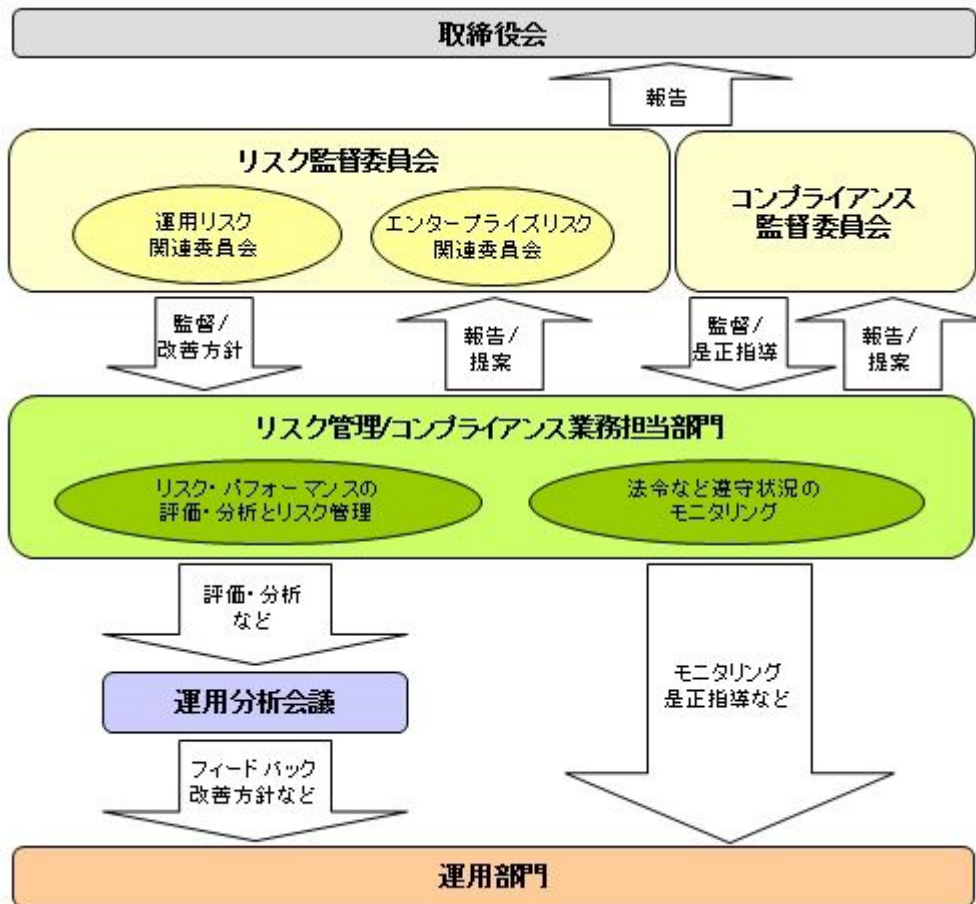 取締役会
報告
リスク監督委員会
運用リスク
関連委員会
エンタープライズリスク
関連委員会
コンプライアンス
監督委員会
監督/
改善方針
報告/
提案
監督/
是正指導
報告/
提案
リスク管理/コンプライアンス業務担当部門
リスク・パフォーマンスの
評価・分析とリスク管理
法令など遵守状況の
モニタリング
評価・分析
など
運用分析会議
モニタリング
是正指導など
フィードバック
改善方針など
運用部門